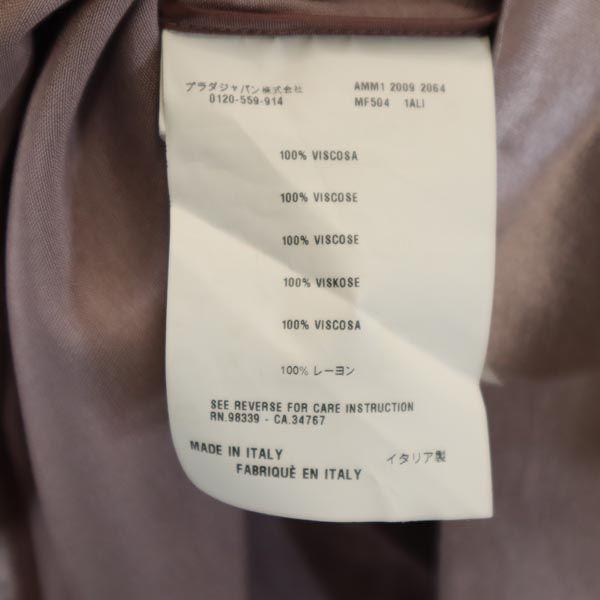 プラダジャパン株式会社 AMM1 2009 2064
0120-559-914 MF504 1ALI
100% VISCOSA
100% VISCOSE
100% VISCOSE
100% VISKOSE
100% VISCOSA
100% レーヨン
SEE REVERSE FOR CARE INSTRUCTION
RN.98339 - CA.34767
MADE IN ITALY イタリア製
FABRIQUÈ EN ITALY